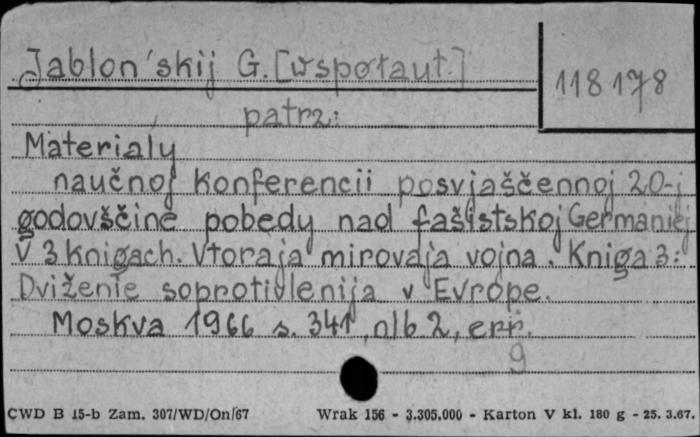 Jablon'skij G. [współaut.]
118178
patrz:
Materialy
naučnoj konferencii posvjaščennoj 20-j
godovščine pobedy nad fašistskoj Germaniej
v 3 knigach. Vtoraja mirovaja vojna. Kniga 3:
Dviženie soprotivlenija v Evrope.
Moskva 1966 s. 341, nlb 2, err.
9
CWD B 15-b Zam. 307/WD/On/67 Wrak 156 - 3.305.000 - Karton V kl. 180 g - 25. 3.67.